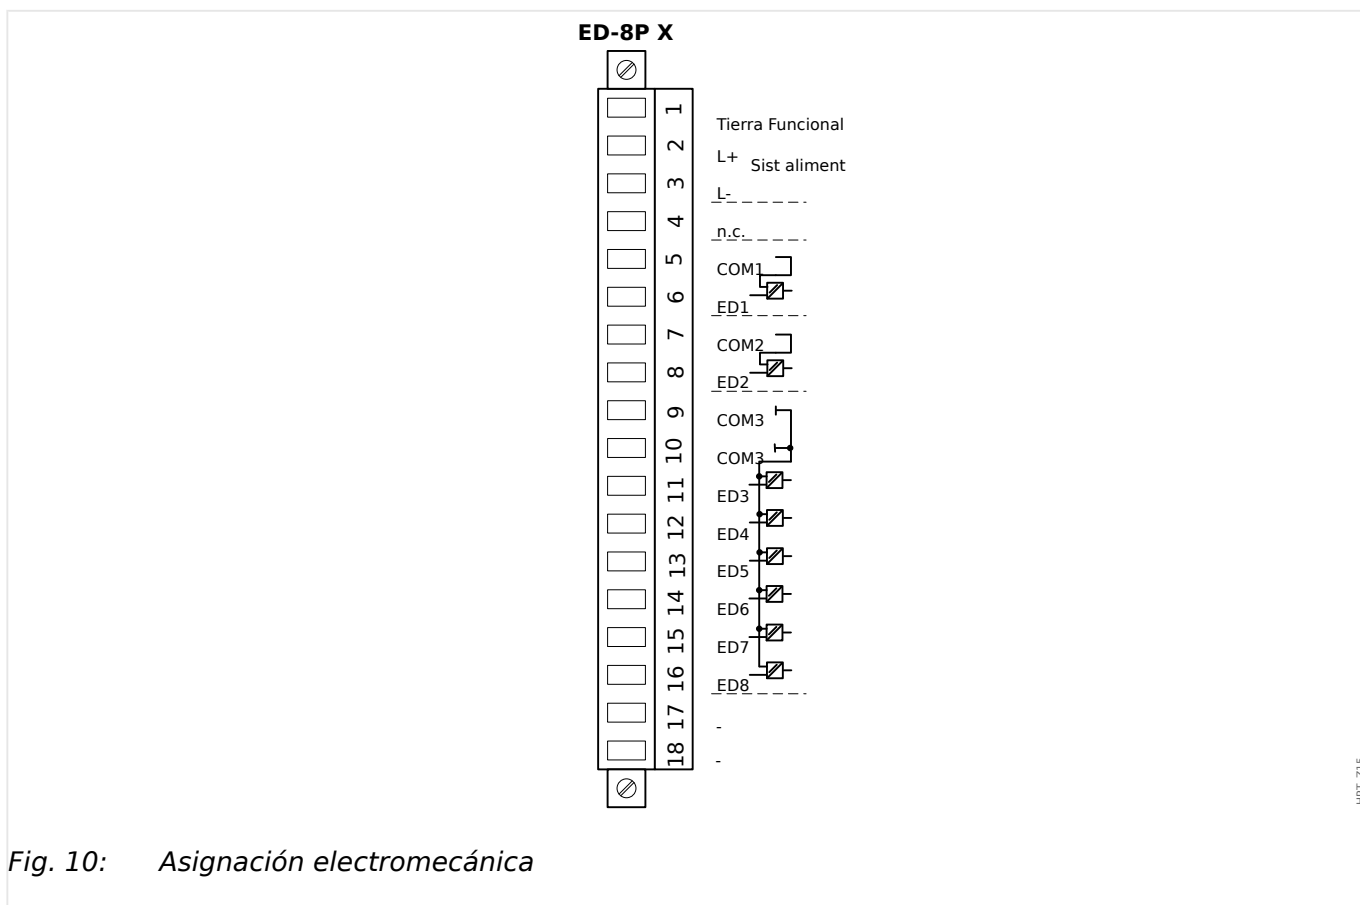 ED-8P X
1
Tierra Funcional
2
L+
Sist aliment
3
L-
4
n.c.
5
COM1
6
ED1
7
COM2
8
ED2
9
COM3
10
COM3
11
ED3
12
ED4
13
ED5
14
ED6
15
ED7
16
ED8
17
-
18
-
Fig. 10: Asignación electromecánica